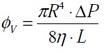 ϕ_V = πR⁴ · ΔP / 8η · L